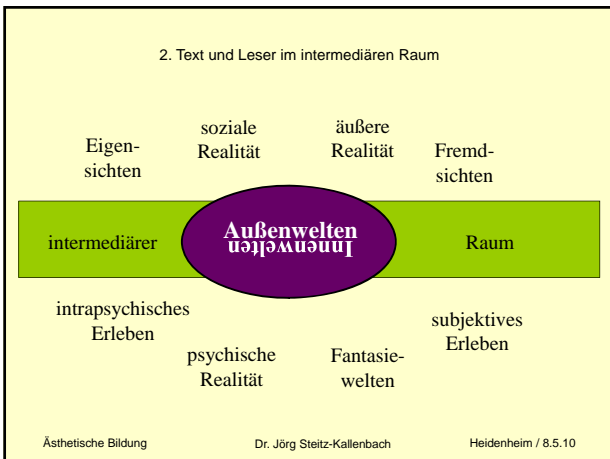 2. Text und Leser im intermediären Raum
Eigen-
sichten
soziale
Realität
äußere
Realität
Fremd-
sichten
intermediärer
Außenwelten
Innenwelten
Raum
intrapsychisches
Erleben
psychische
Realität
Fantasie-
welten
subjektives
Erleben
Ästhetische Bildung Dr. Jörg Steitz-Kallenbach Heidenheim / 8.5.10